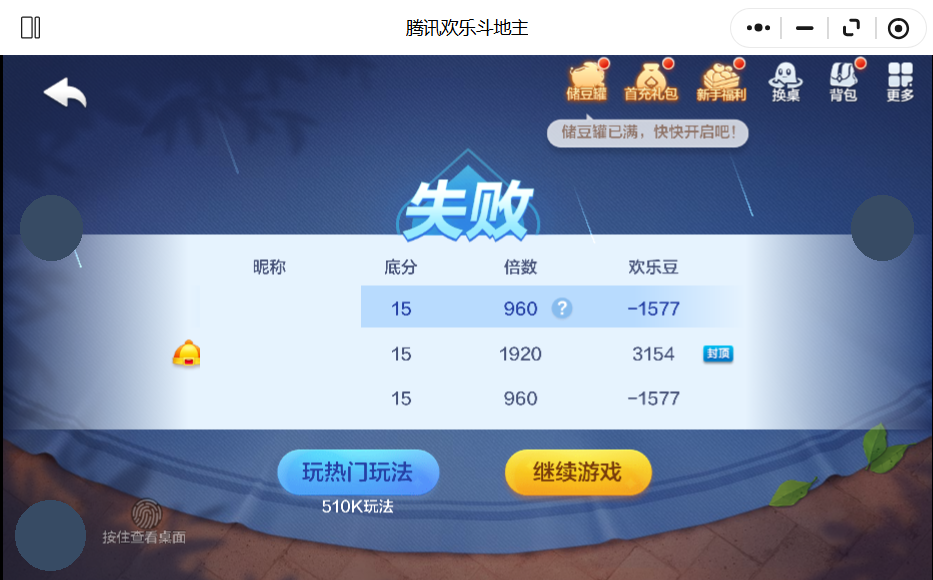 腾讯欢乐斗地主
储豆罐 首充礼包 新手福利 换桌 背包 更多
储豆罐已满，快快开启吧！
失败
昵称 底分 倍数 欢乐豆
15 960 ? -1577
15 1920 3154 封顶
15 960 -1577
玩热门玩法 继续游戏
510K玩法
按住查看桌面